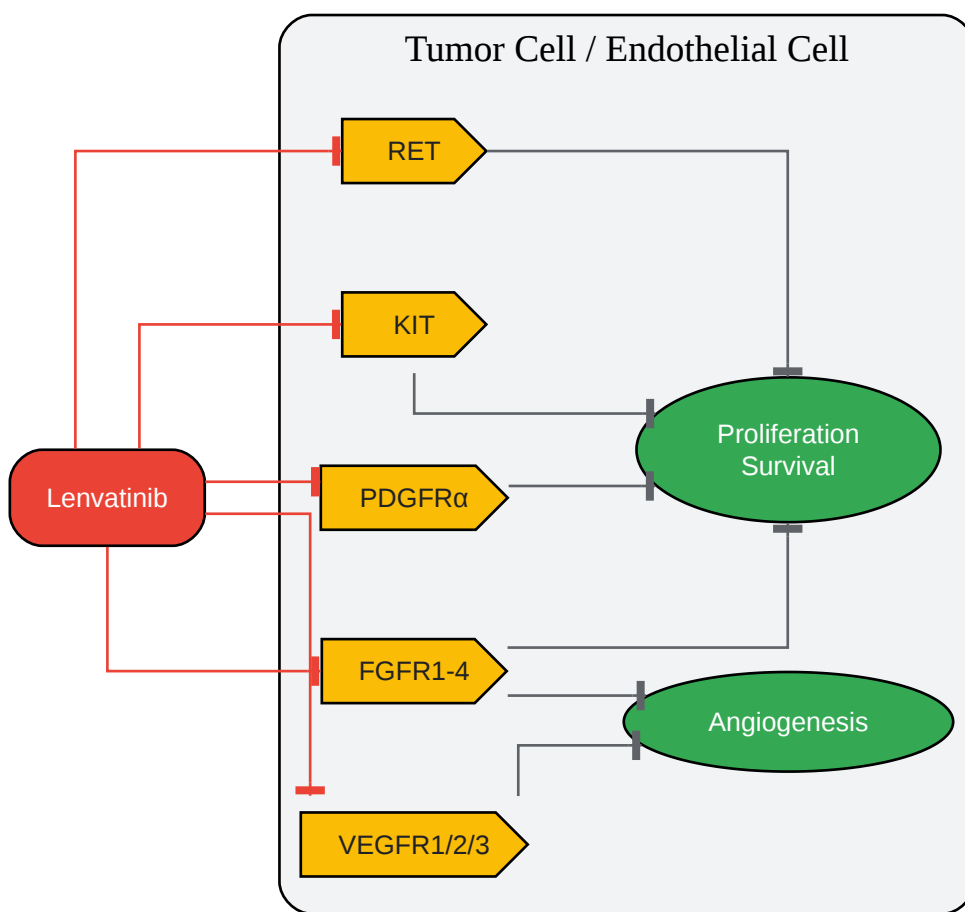 Tumor Cell / Endothelial Cell
RET
KIT
Proliferation
Survival
Lenvatinib
PDGFRα
FGFR1-4
Angiogenesis
VEGFR1/2/3